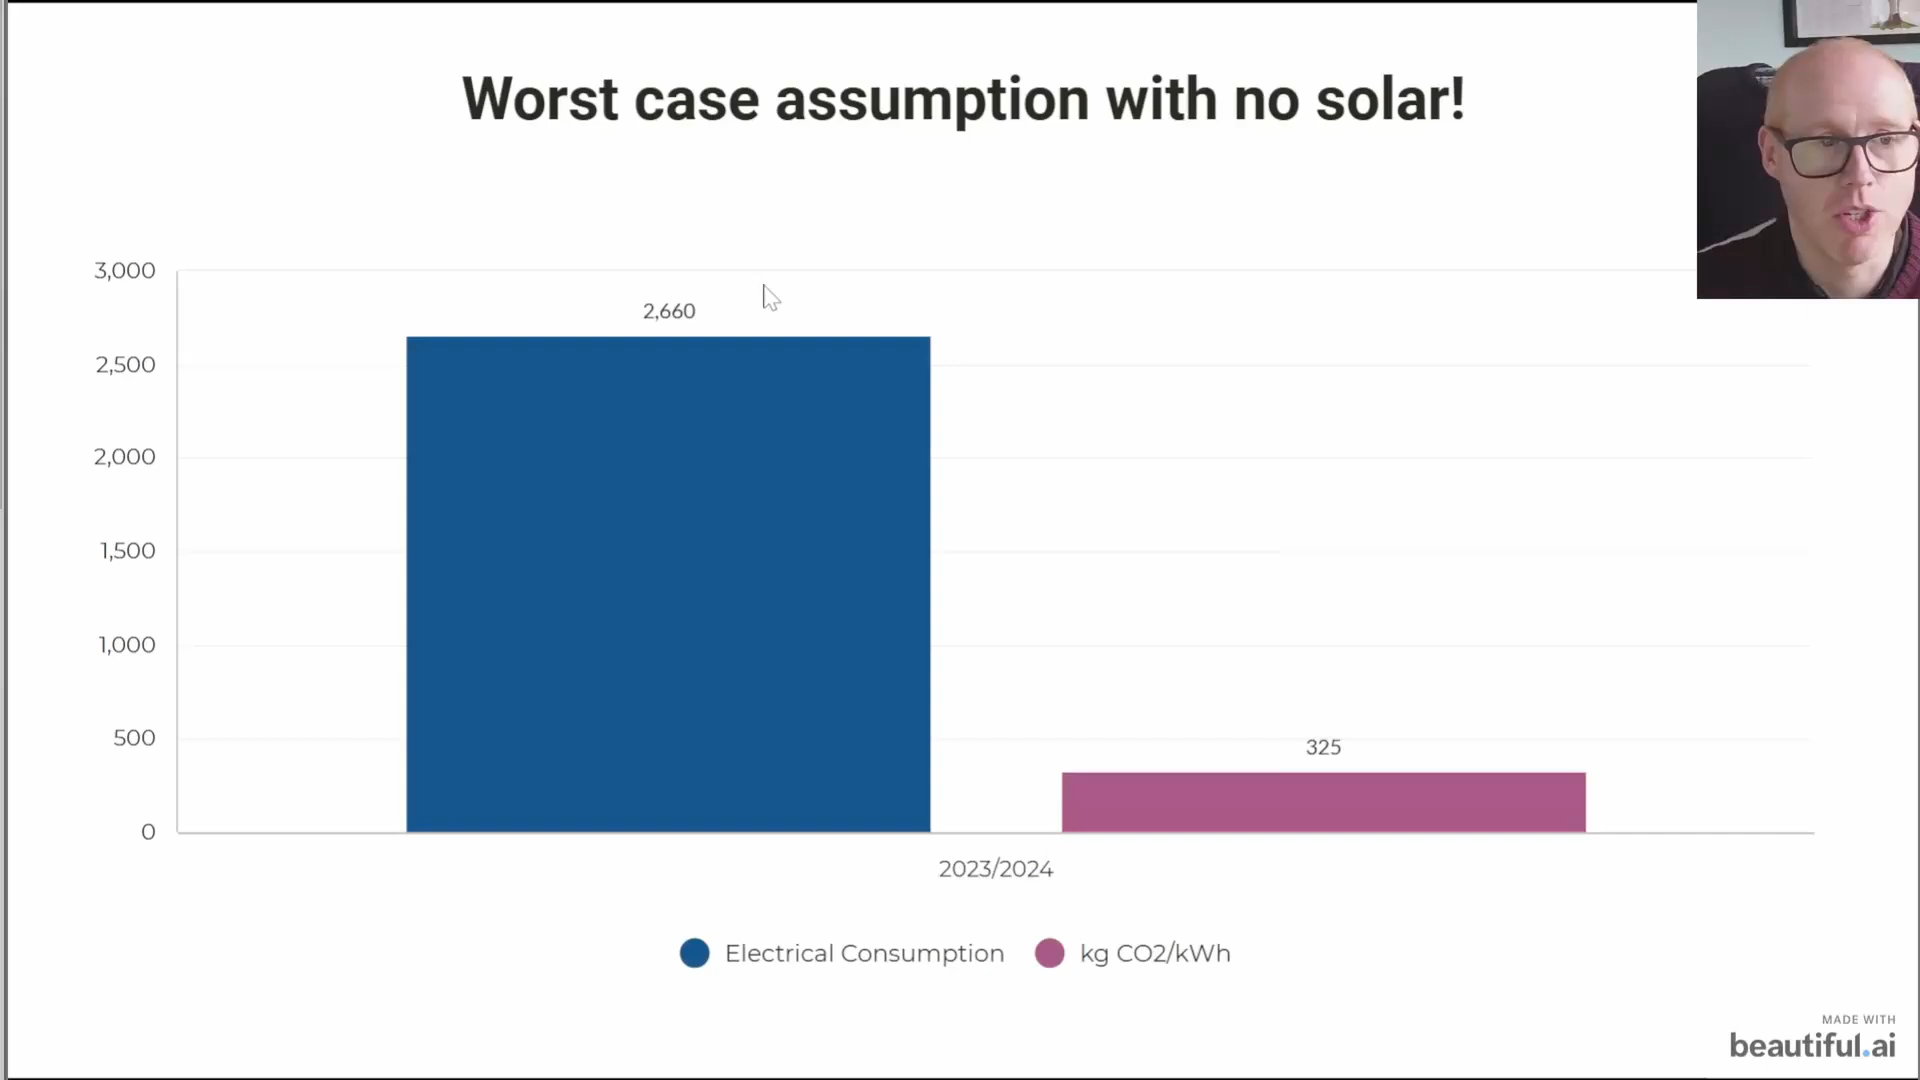 Worst case assumption with no solar!
3,000
2,660
2,500
2,000
1,500
1,000
500
325
0
2023/2024
Electrical Consumption
kg CO2/kWh
MADE WITH
beautiful.ai